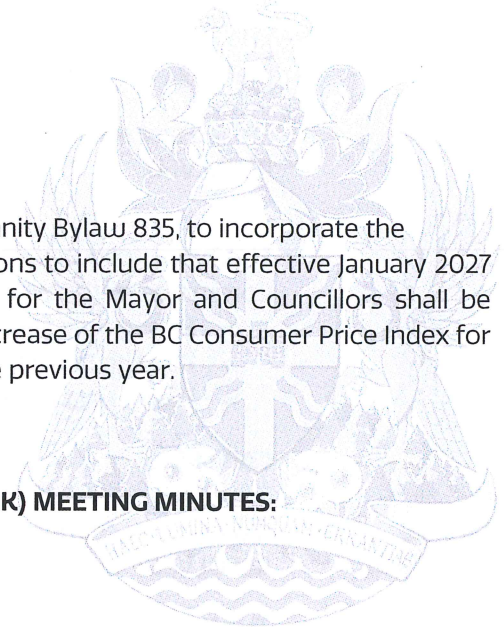 nity Bylaw 835, to incorporate the
ons to include that effective January 2027
for the Mayor and Councillors shall be
crease of the BC Consumer Price Index for
e previous year.
K) MEETING MINUTES: